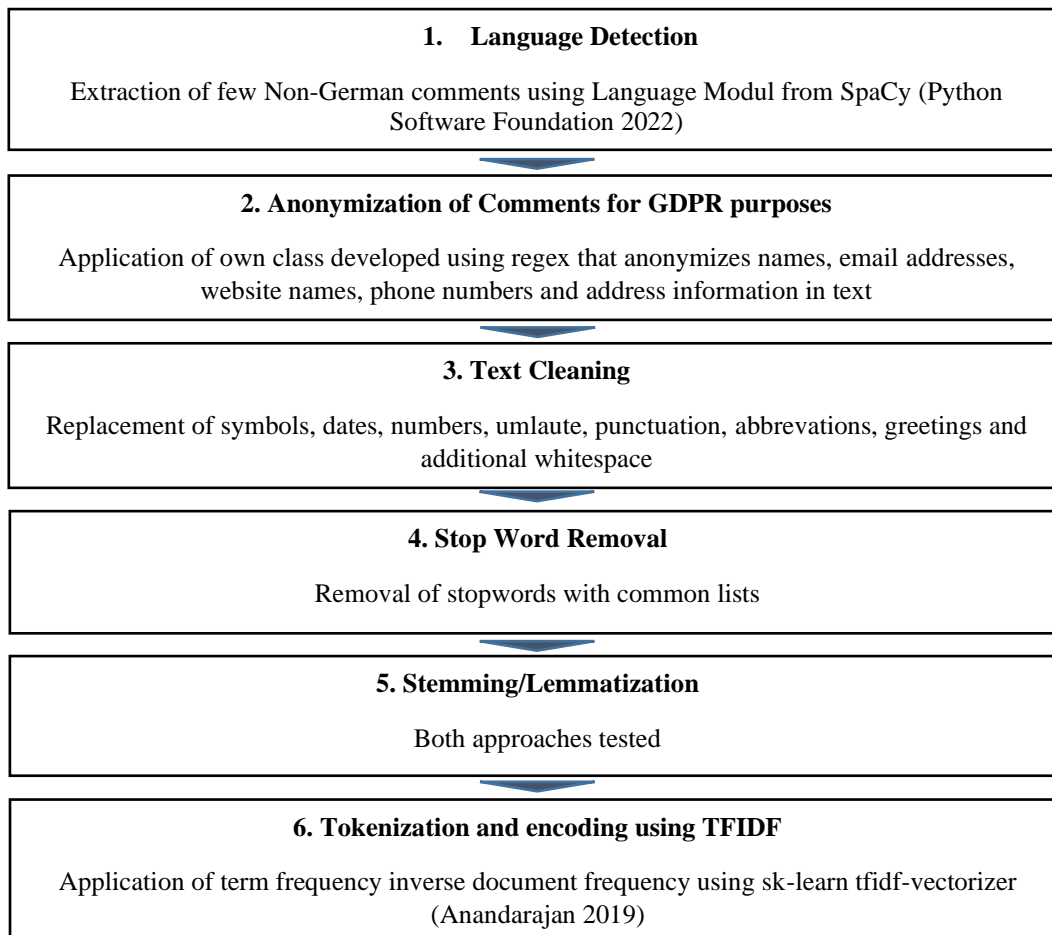 1. Language Detection
Extraction of few Non-German comments using Language Modul from SpaCy (Python
Software Foundation 2022)
2. Anonymization of Comments for GDPR purposes
Application of own class developed using regex that anonymizes names, email addresses,
website names, phone numbers and address information in text
3. Text Cleaning
Replacement of symbols, dates, numbers, umlaute, punctuation, abbrevations, greetings and
additional whitespace
4. Stop Word Removal
Removal of stopwords with common lists
5. Stemming/Lemmatization
Both approaches tested
6. Tokenization and encoding using TFIDF
Application of term frequency inverse document frequency using sk-learn tfidf-vectorizer
(Anandarajan 2019)